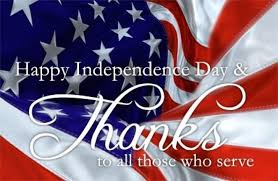 Happy Independence Day &
Thanks
to all those who serve